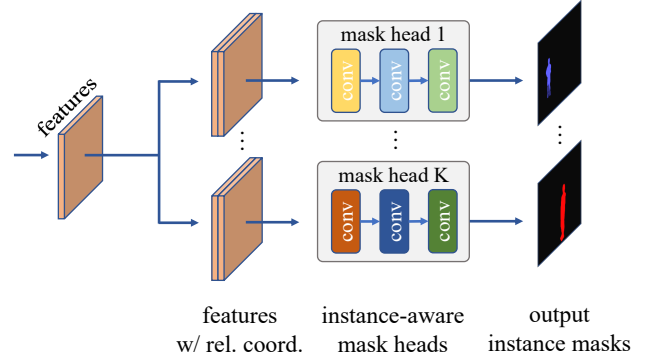 features
mask head 1
conv
conv
conv
mask head K
conv
conv
conv
features
w/ rel. coord.
instance-aware
mask heads
output
instance masks